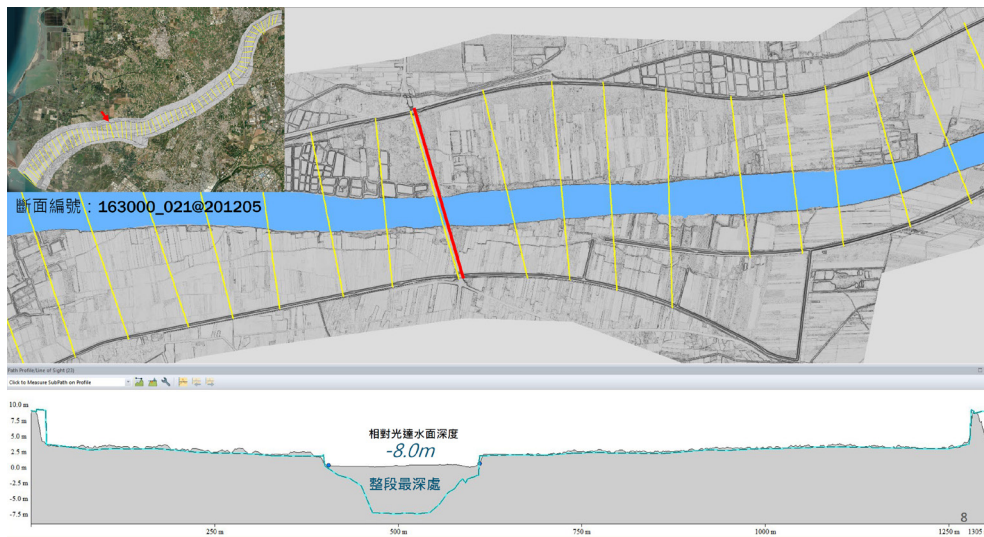 斷面編號：163000_021@201205
Path Profile/Line of Sight (53)
Click to Measure SubPath on Profile
10.0 m
7.5 m
5.0 m
2.5 m
0.0 m
-2.5 m
-5.0 m
-7.5 m
相對光達水面深度
-8.0m
整段最深處
8
250 m
500 m
750 m
1000 m
1250 m
1305